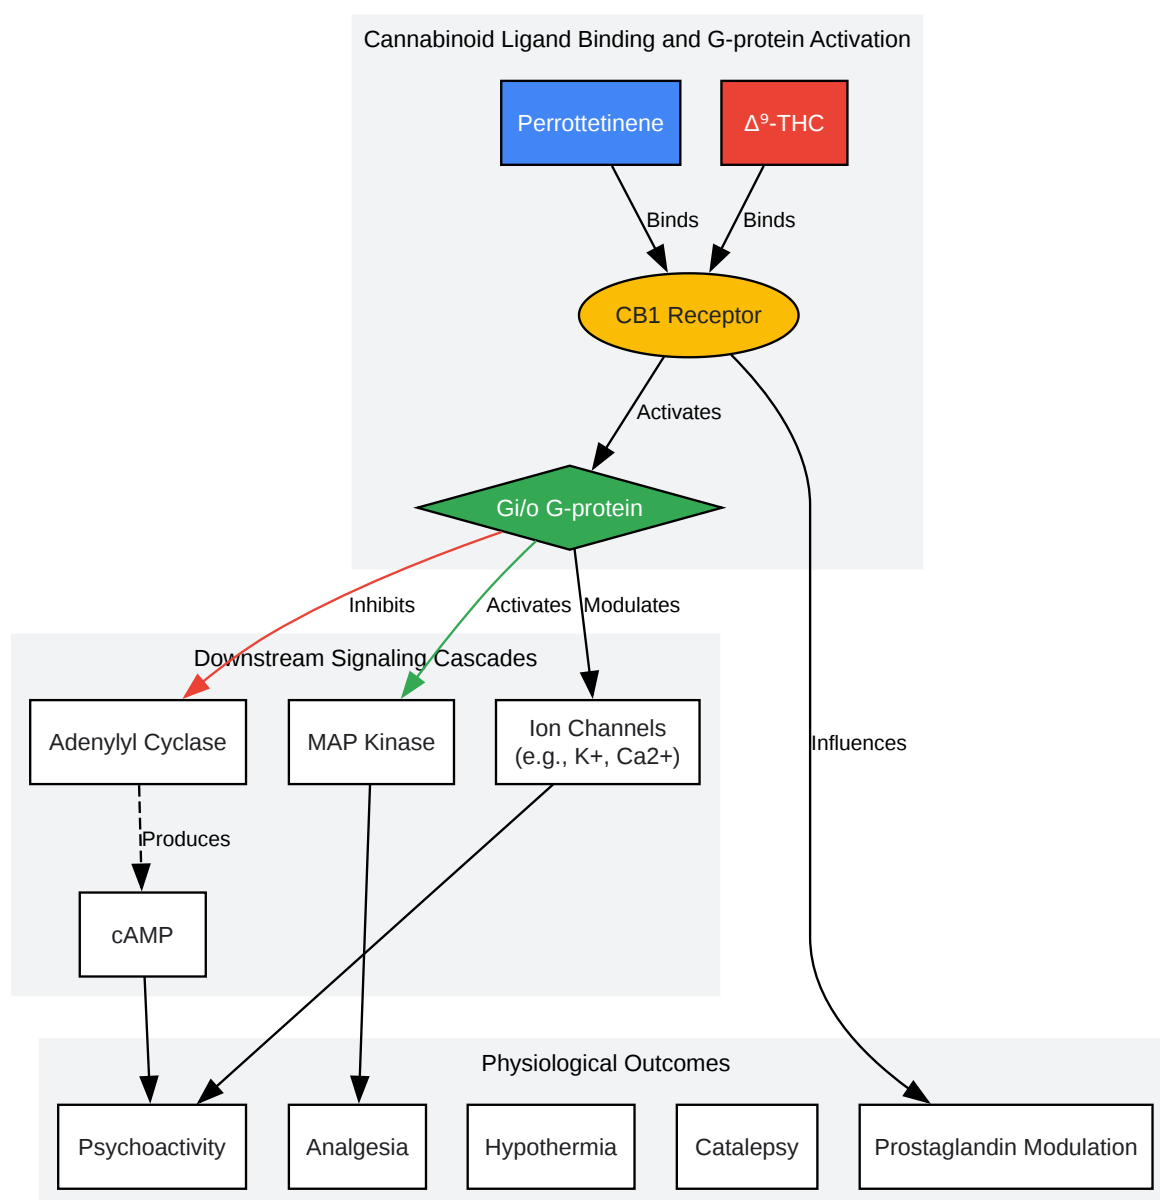 Cannabinoid Ligand Binding and G-protein Activation
Perrottetinene
Δ⁹-THC
Binds
Binds
CB1 Receptor
Activates
Gi/o G-protein
Inhibits
Activates
Modulates
Downstream Signaling Cascades
Adenylyl Cyclase
MAP Kinase
Ion Channels
(e.g., K+, Ca2+)
Influences
Produces
cAMP
Physiological Outcomes
Psychoactivity
Analgesia
Hypothermia
Catalepsy
Prostaglandin Modulation